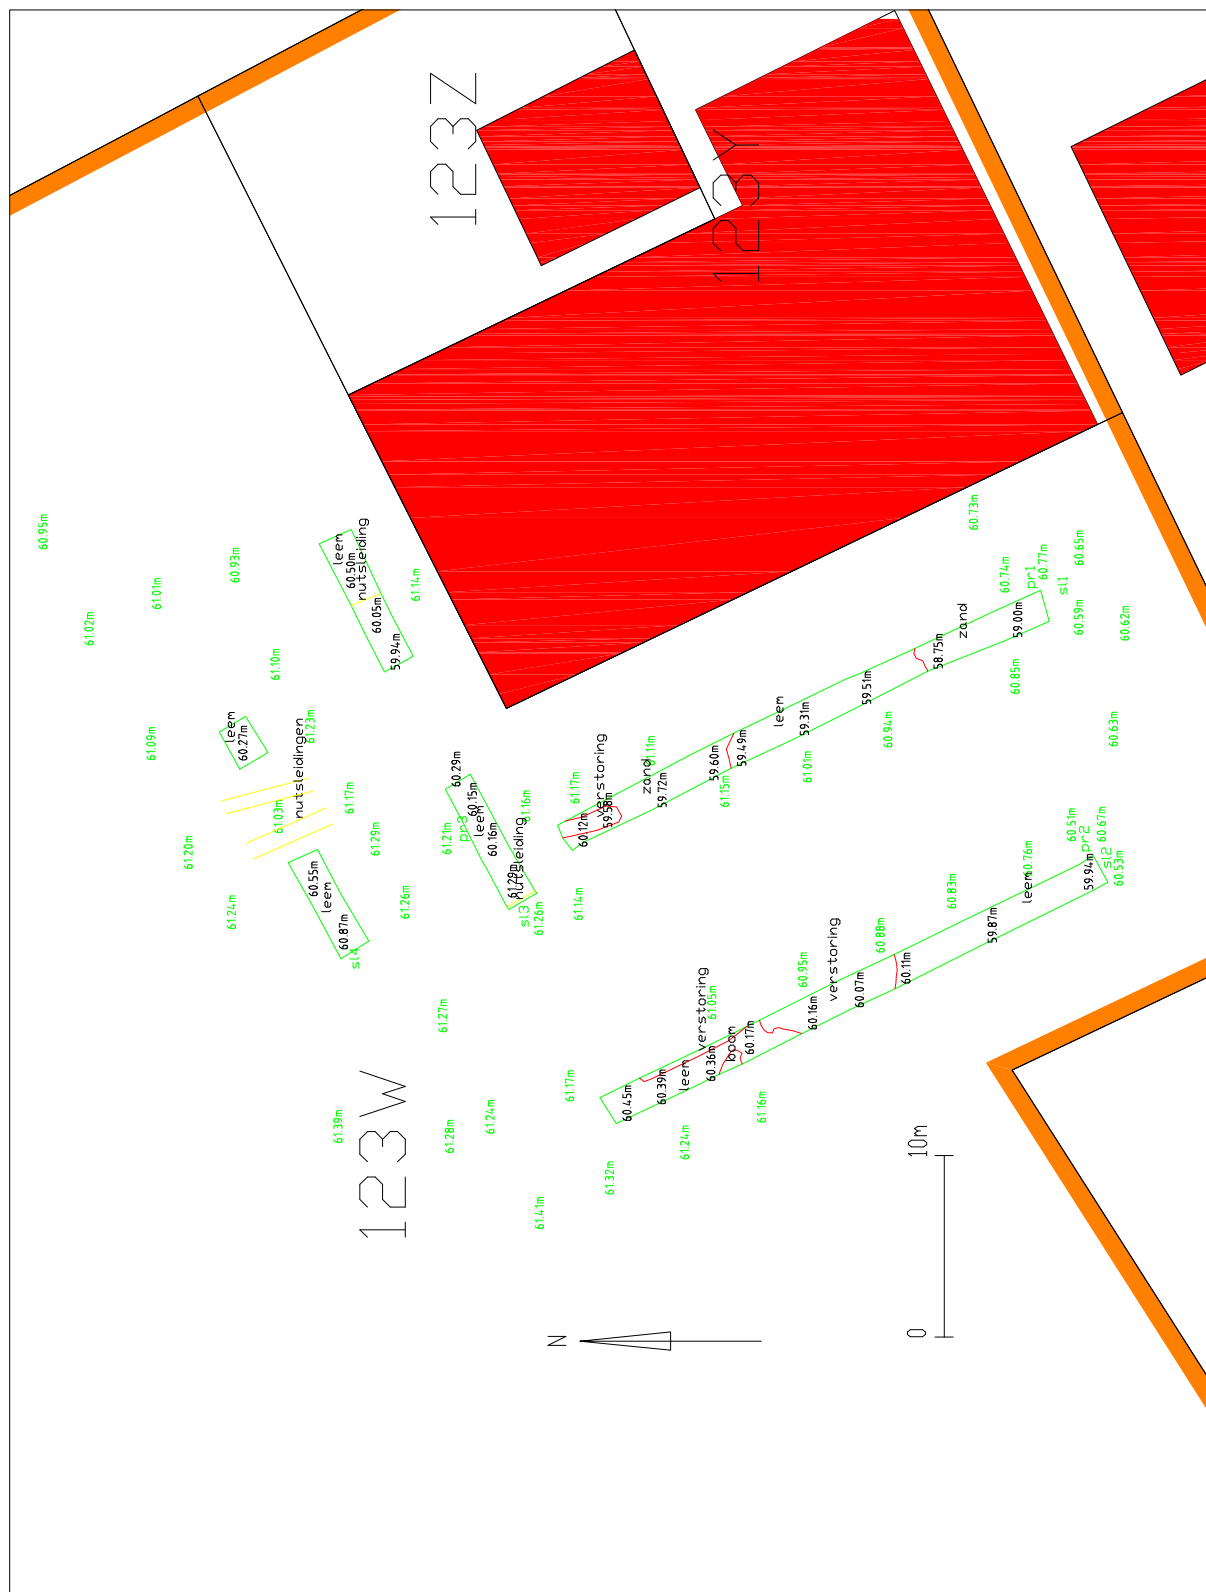 123Z
123Y
60.95m
61.02m
61.01m
60.93m
61.10m
61.09m
leem
60.27m
61.23m
nutsleidingen
61.03m
61.17m
61.20m
61.29m
leem
60.50m
nutsleiding
60.05m
59.94m
61.14m
60.55m
leem
60.87m
sl4
61.24m
61.26m
61.21m
pr3
60.29m
60.15m
leem
60.16m
61.29m
nutsleiding
sl3
61.26m
61.16m
61.17m
61.14m
verstoring
60.12m
59.58m
zand
61.11m
59.72m
59.60m
59.49m
61.15m
leem
59.31m
61.01m
59.51m
60.94m
58.75m
zand
59.00m
60.73m
60.74m
pr1
60.77m
sl1
60.65m
60.59m
60.62m
60.85m
60.63m
60.51m
pr2
60.67m
sl2
60.53m
59.94m
60.76m
leem
59.87m
60.83m
60.88m
60.11m
60.07m
verstoring
60.95m
60.16m
61.05m
verstoring
boom
60.17m
60.36m
leem
60.39m
60.45m
61.17m
61.16m
61.24m
61.32m
61.41m
61.27m
61.24m
61.28m
61.39m
123W
N
0
10m